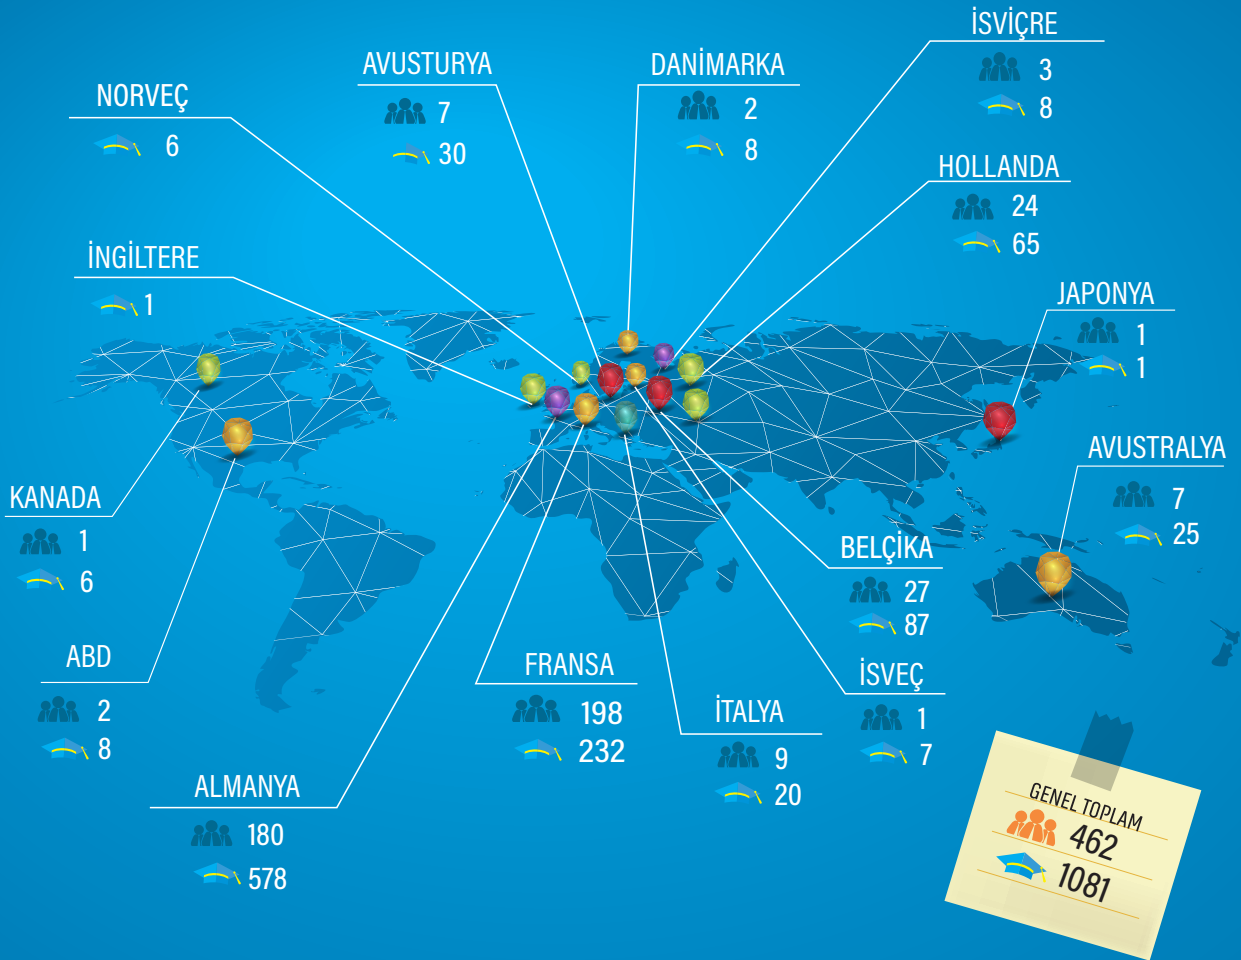 İSVİÇRE
3
8
AVUSTURYA
7
30
DANİMARKA
2
8
NORVEÇ
6
HOLLANDA
24
65
İNGİLTERE
1
JAPONYA
1
1
AVUSTRALYA
7
25
KANADA
1
6
BELÇİKA
27
87
ABD
2
8
FRANSA
198
232
İSVEÇ
1
7
İTALYA
9
20
ALMANYA
180
578
GENEL TOPLAM
462
1081